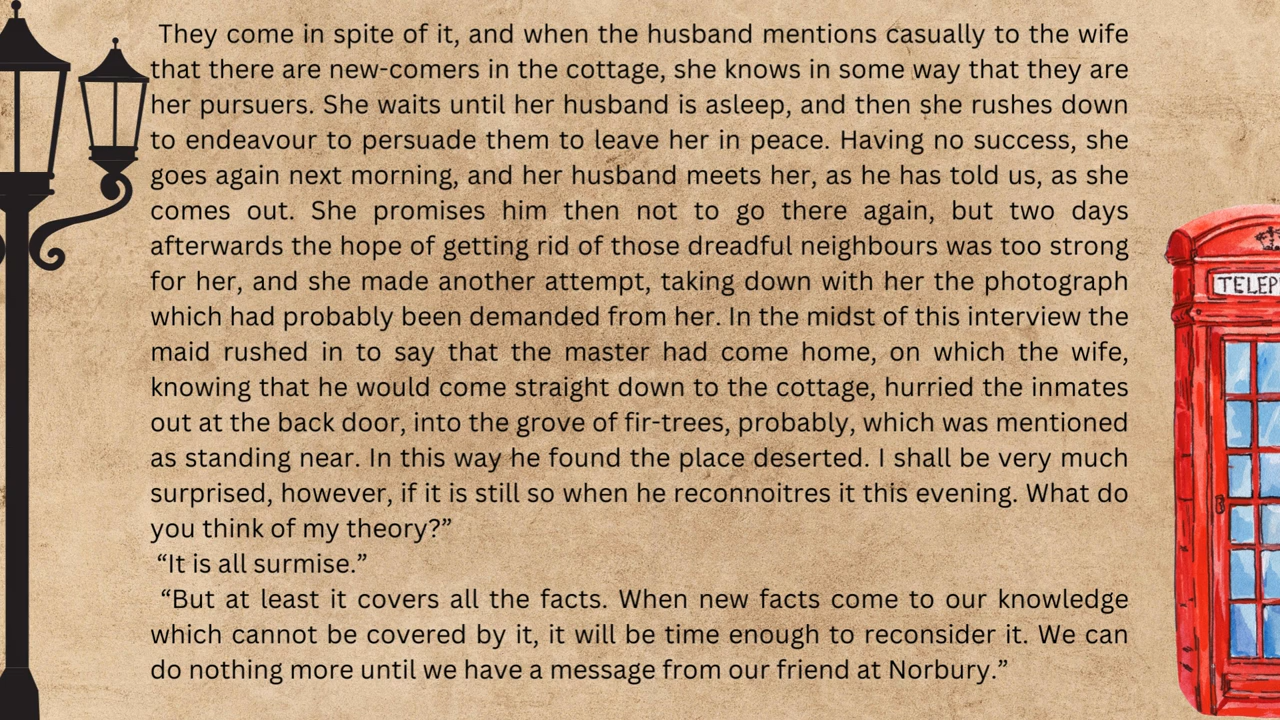 They come in spite of it, and when the husband mentions casually to the wife
that there are new-comers in the cottage, she knows in some way that they are
her pursuers. She waits until her husband is asleep, and then she rushes down
to endeavour to persuade them to leave her in peace. Having no success, she
goes again next morning, and her husband meets her, as he has told us, as she
comes out. She promises him then not to go there again, but two days
afterwards the hope of getting rid of those dreadful neighbours was too strong
for her, and she made another attempt, taking down with her the photograph
which had probably been demanded from her. In the midst of this interview the
maid rushed in to say that the master had come home, on which the wife,
knowing that he would come straight down to the cottage, hurried the inmates
out at the back door, into the grove of fir-trees, probably, which was mentioned
as standing near. In this way he found the place deserted. I shall be very much
surprised, however, if it is still so when he reconnoitres it this evening. What do
you think of my theory?”
“It is all surmise.”
“But at least it covers all the facts. When new facts come to our knowledge
which cannot be covered by it, it will be time enough to reconsider it. We can
do nothing more until we have a message from our friend at Norbury.”
TELEP